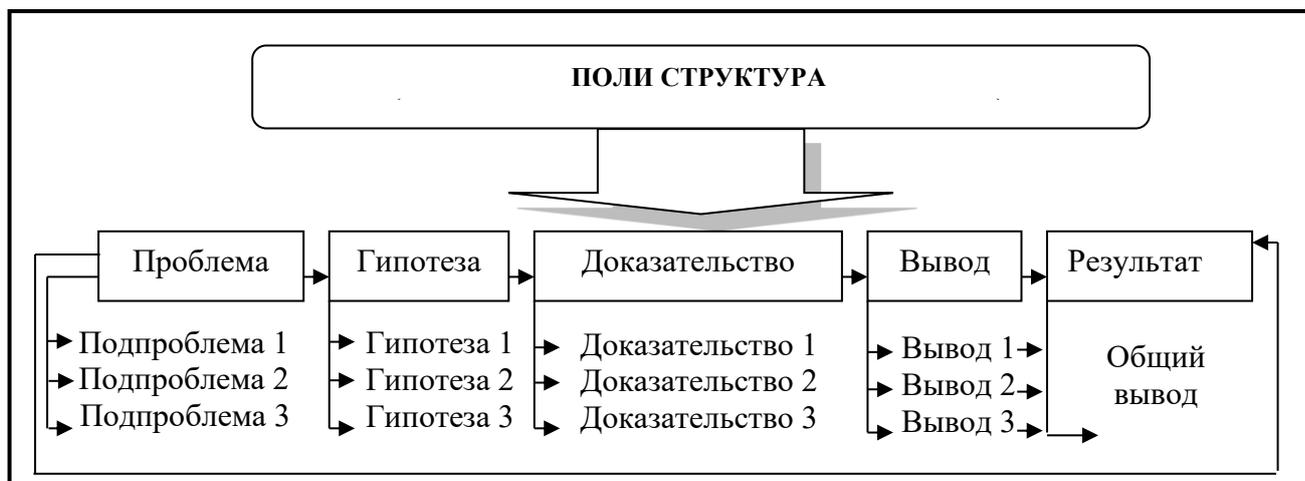 ПОЛИ СТРУКТУРА
Проблема
Гипотеза
Доказательство
Вывод
Результат
Подпроблема 1
Подпроблема 2
Подпроблема 3
Гипотеза 1
Гипотеза 2
Гипотеза 3
Доказательство 1
Доказательство 2
Доказательство 3
Вывод 1
Вывод 2
Вывод 3
Общий
вывод